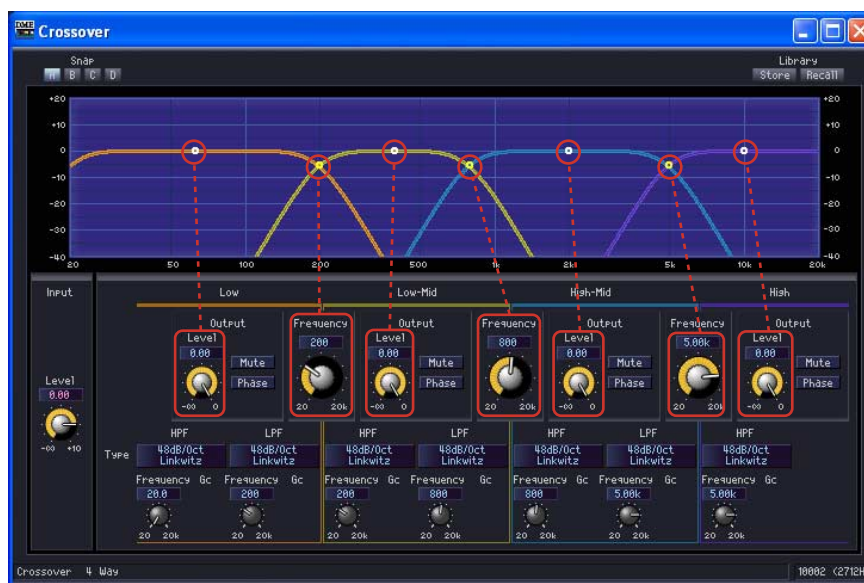 DME Crossover
Snap
A B C D
Library
Store Recall
+20 +20
+10 +10
0 0
-10 -10
-20 -20
-30 -30
-40 -40
20 50 100 200 500 1k 2k 5k 10k 20k
Input Low Low-Mid High-Mid High
Output Frequency Output Frequency Output Frequency Output
Level 200 Level 800 Level 5.00k Level
0.00 0.00 0.00 0.00
Mute Mute Mute Mute
Phase Phase Phase Phase
-∞ 0 20 20k -∞ 0 20 20k -∞ 0 20 20k -∞ 0
Level
0.00
-∞ +10
HPF LPF HPF LPF HPF LPF HPF
Type 48dB/Oct Linkwitz 48dB/Oct Linkwitz 48dB/Oct Linkwitz 48dB/Oct Linkwitz 48dB/Oct Linkwitz 48dB/Oct Linkwitz 48dB/Oct Linkwitz
Frequency Gc Frequency Gc Frequency Gc Frequency Gc Frequency Gc Frequency Gc Frequency Gc
20.0 200 200 800 800 5.00k 5.00k
20 20k 20 20k 20 20k 20 20k 20 20k 20 20k 20 20k
Crossover 4 Way
10002 (2712H